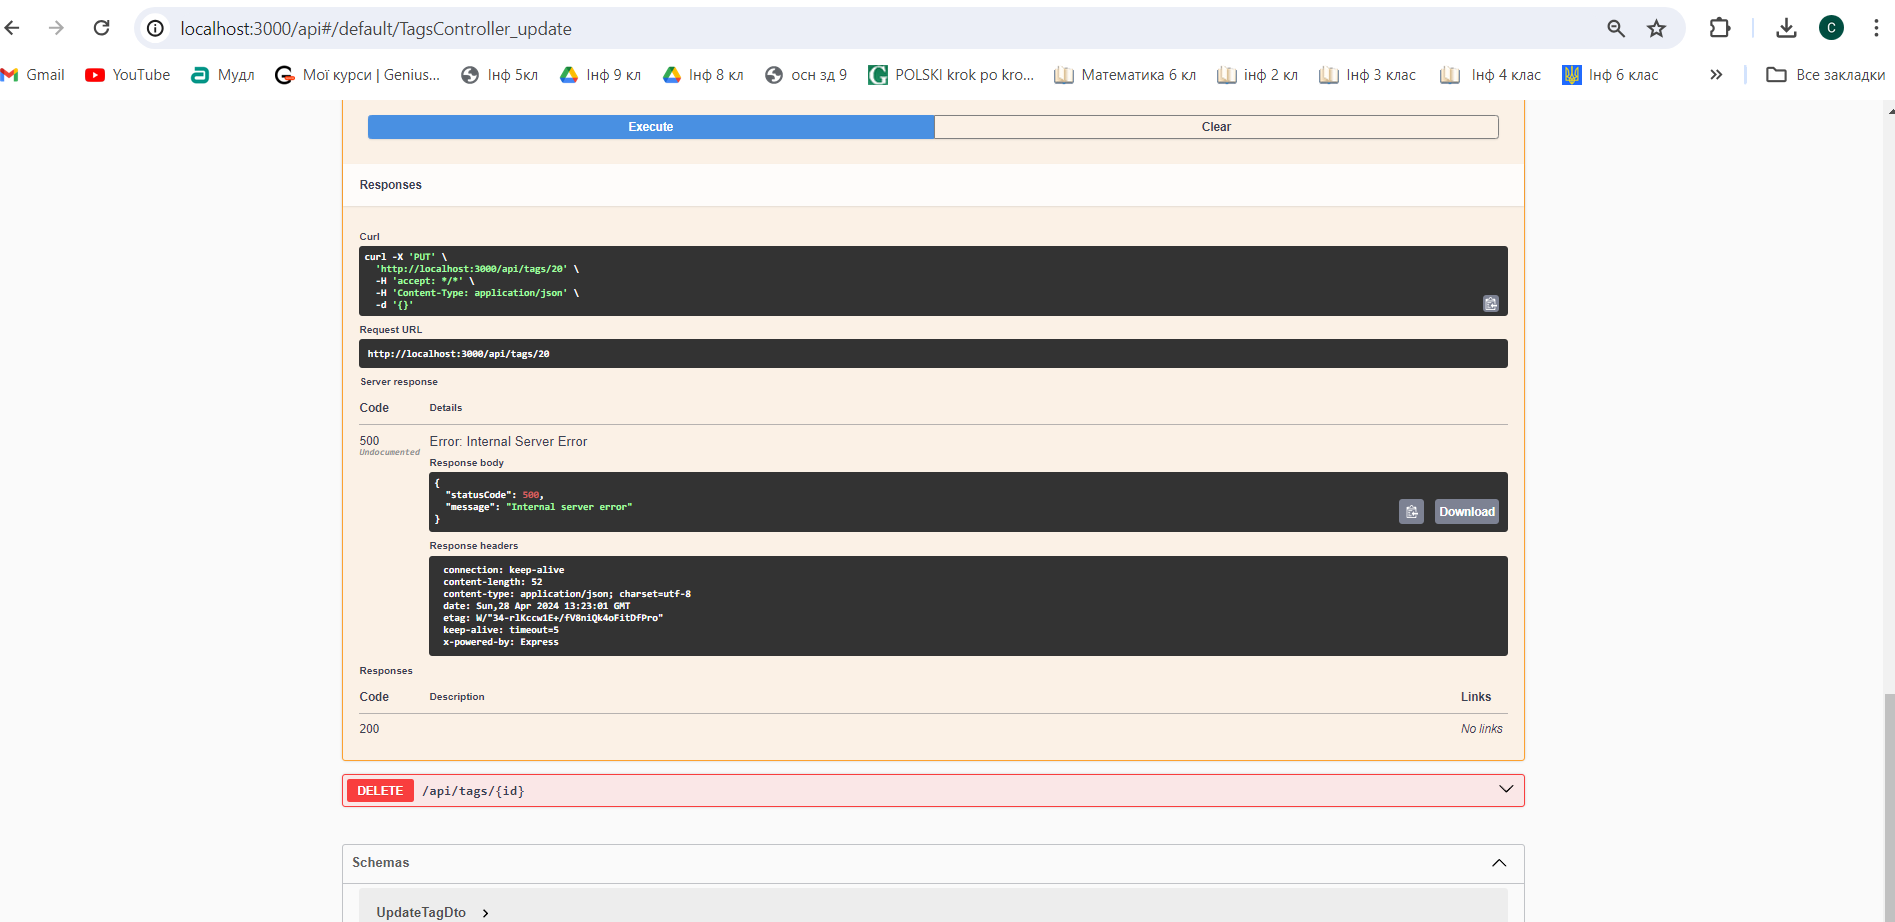 localhost:3000/api#/default/TagsController_update
C
Gmail YouTube Мудл Мої курси | Genius... Інф 5кл Інф 9 кл Інф 8 кл осн зд 9 POLSKI krok po kro... Математика 6 кл інф 2 кл Інф 3 клас Інф 4 клас Інф 6 клас » Все закладки
Execute Clear
Responses
Curl
curl -X 'PUT' \
'http://localhost:3000/api/tags/20' \
-H 'accept: */*' \
-H 'Content-Type: application/json' \
-d '{}'
Request URL
http://localhost:3000/api/tags/20
Server response
Code Details
500 Error: Internal Server Error
Undocumented
Response body
{
"statusCode": 500,
"message": "Internal server error"
}
Download
Response headers
connection: keep-alive
content-length: 52
content-type: application/json; charset=utf-8
date: Sun,28 Apr 2024 13:23:01 GMT
etag: W/"34-rlKccw1E+/fV8niQk4oFitDfPro"
keep-alive: timeout=5
x-powered-by: Express
Responses
Code Description Links
200 No links
DELETE /api/tags/{id}
Schemas
UpdateTagDto